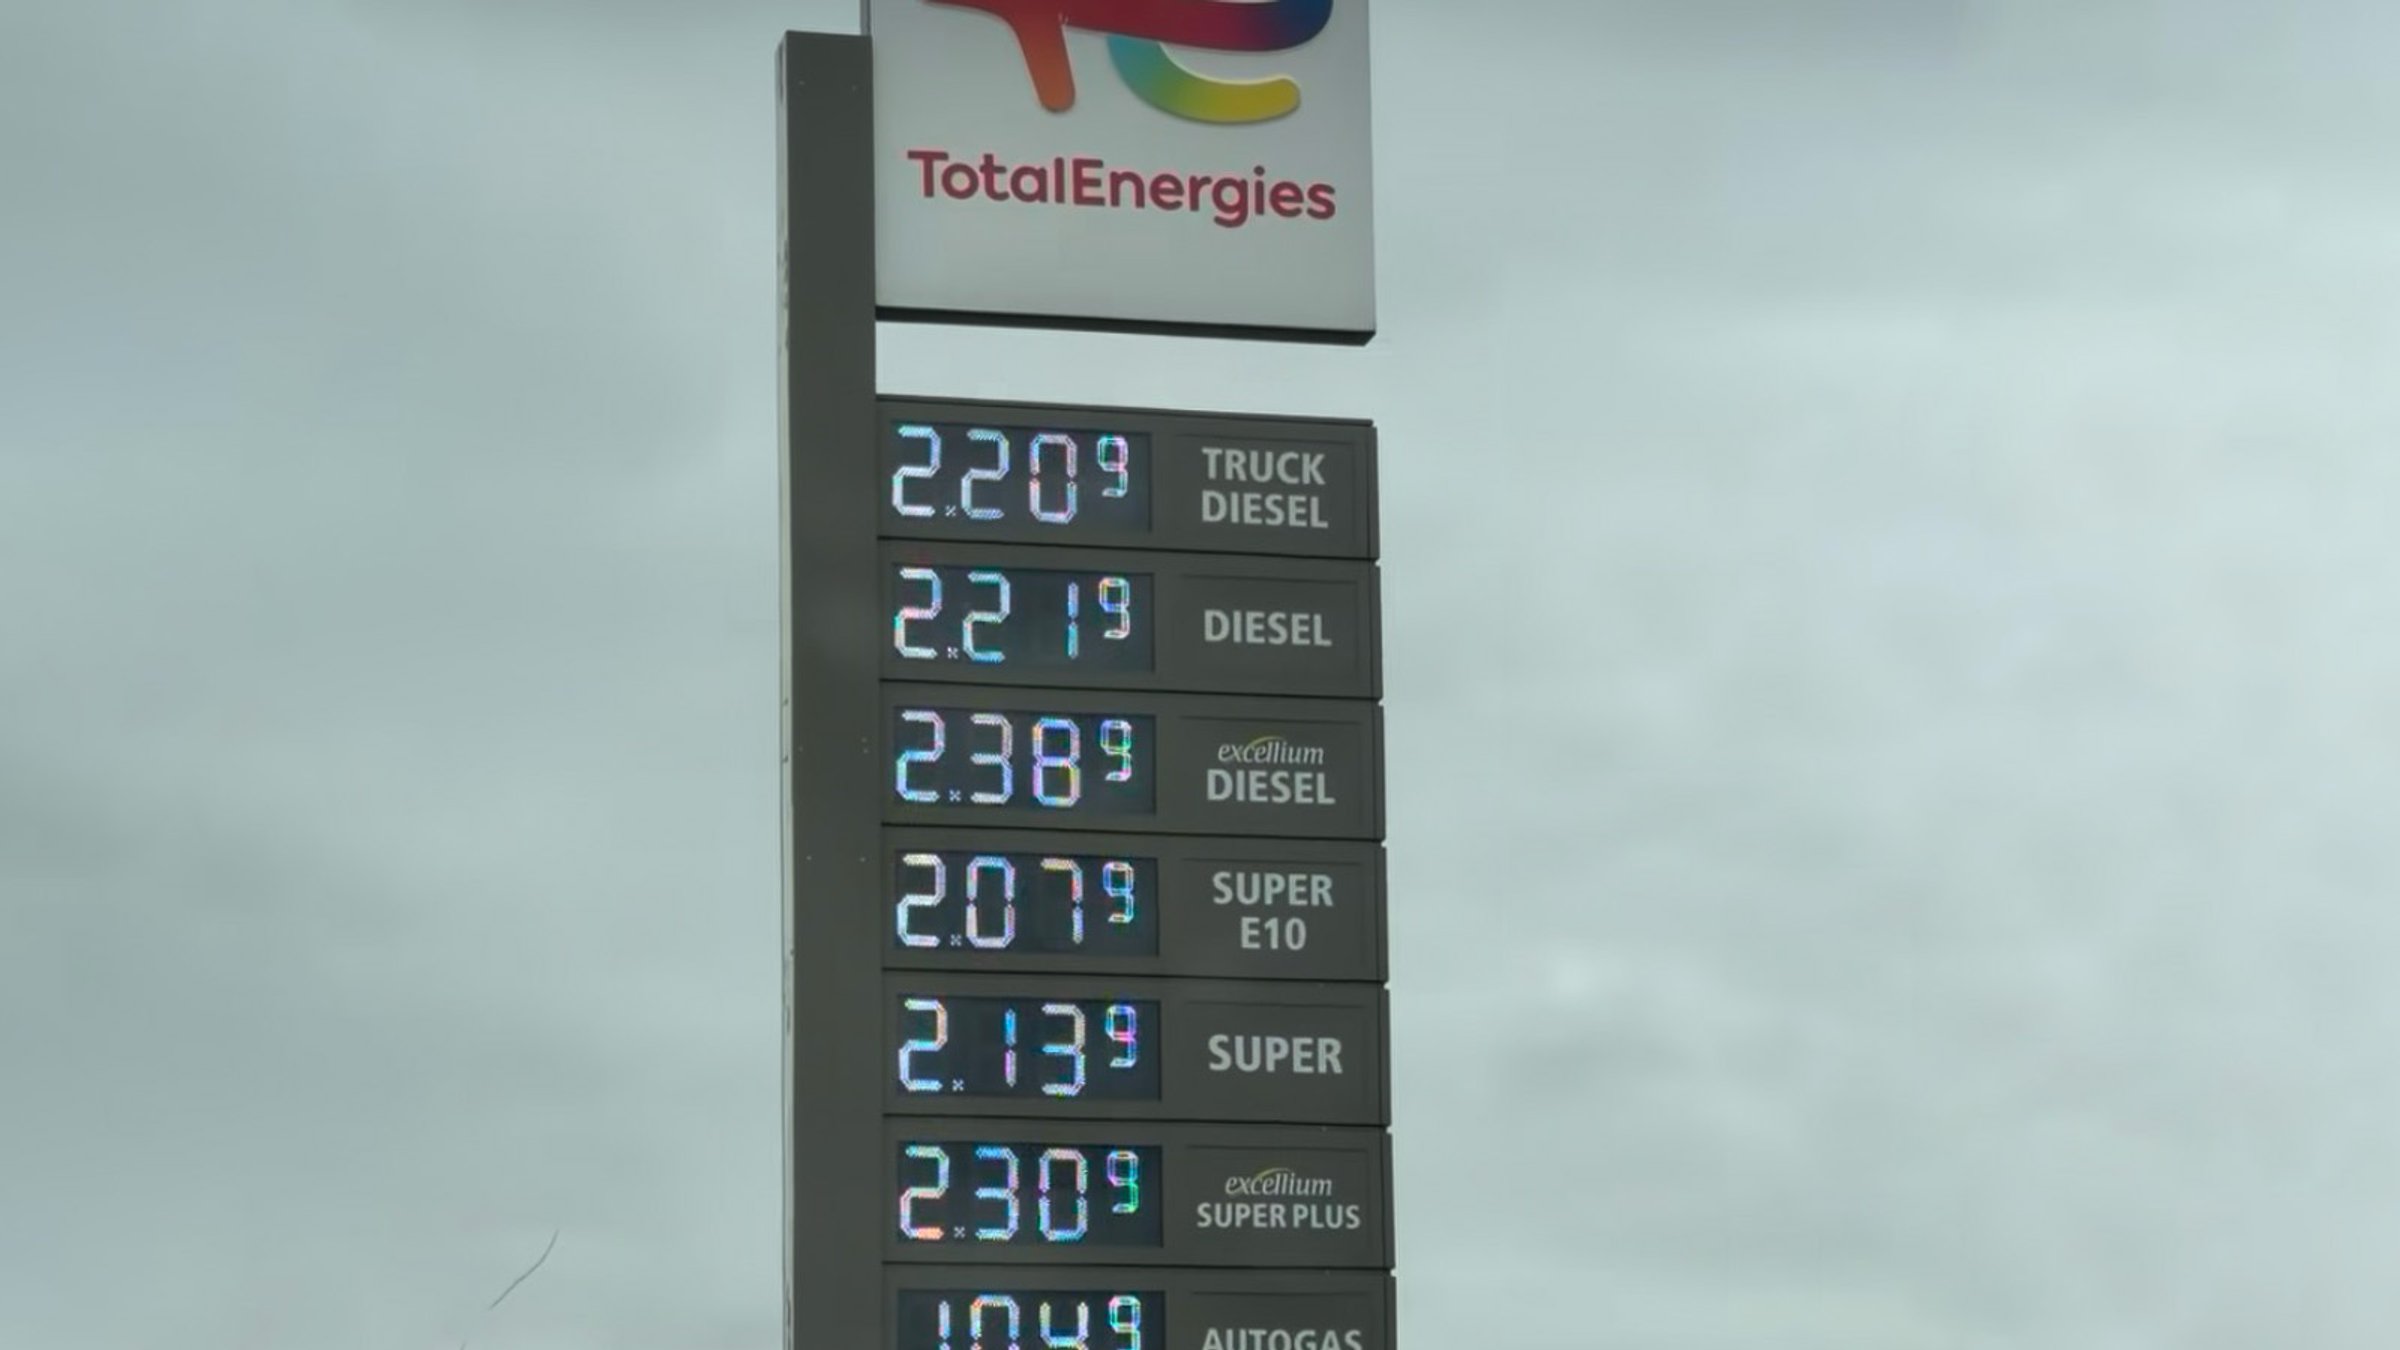 TotalEnergies
2.20⁹ TRUCK
DIESEL
2.21⁹ DIESEL
2.38⁹ excellium
DIESEL
2.07⁹ SUPER
E10
2.13⁹ SUPER
2.30⁹ excellium
SUPER PLUS
1.04⁹ AUTOGAS